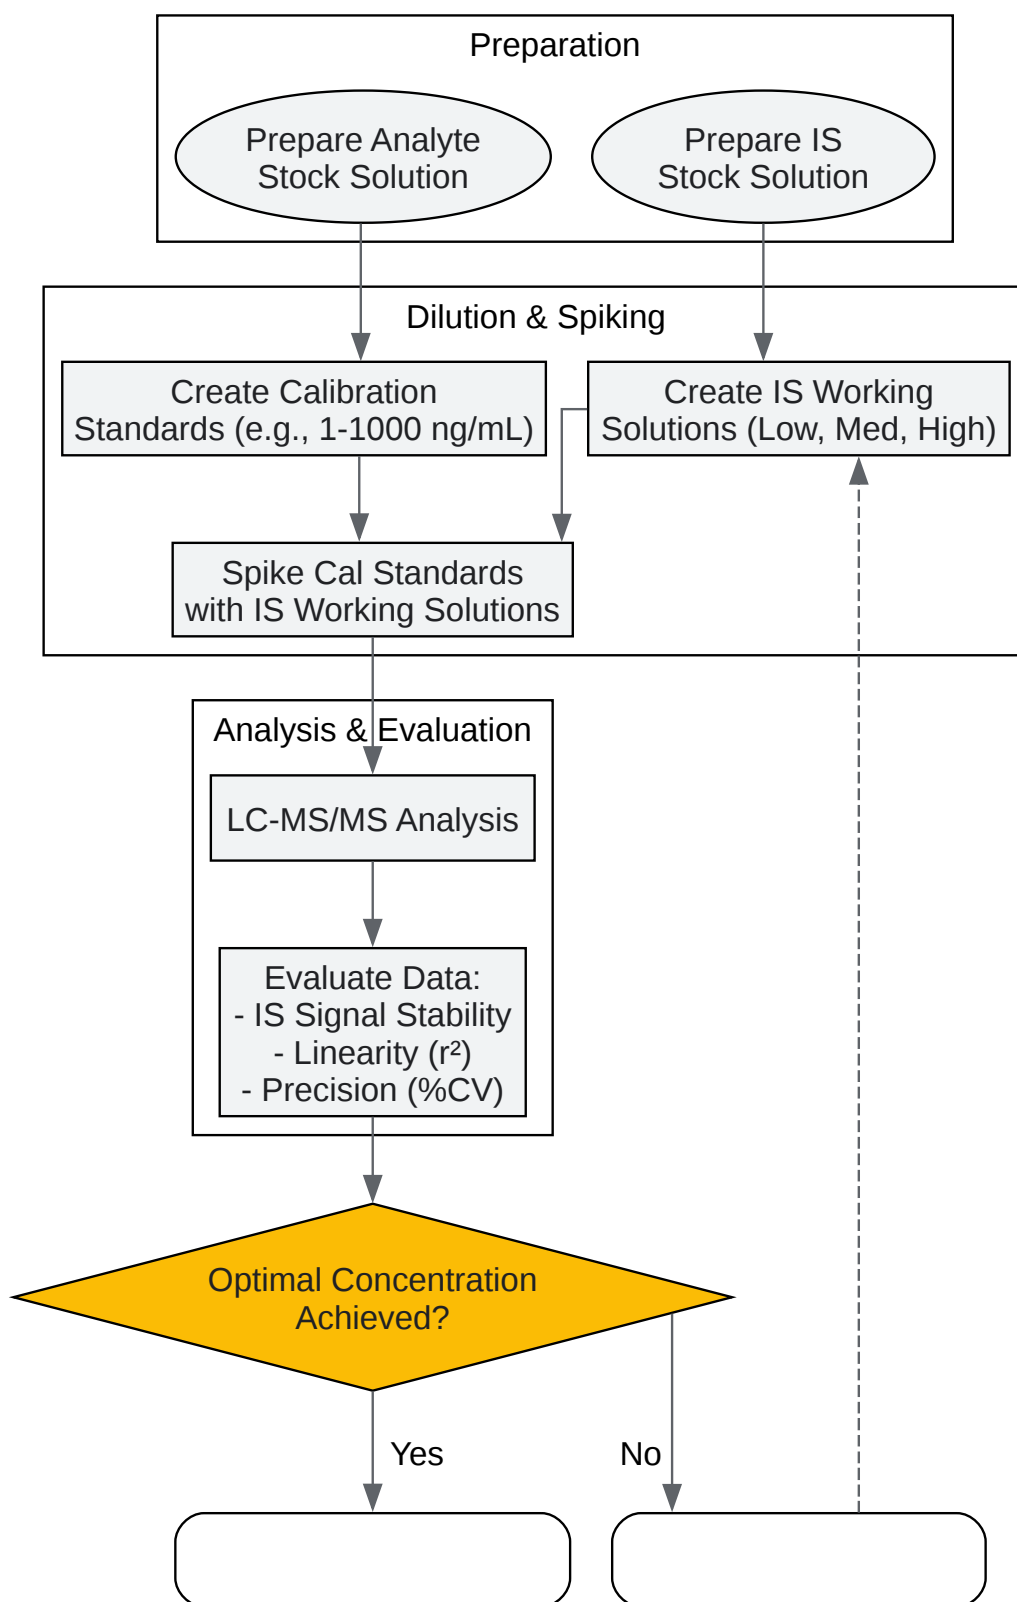 Preparation
Prepare Analyte
Stock Solution
Prepare IS
Stock Solution
Dilution & Spiking
Create Calibration
Standards (e.g., 1-1000 ng/mL)
Create IS Working
Solutions (Low, Med, High)
Spike Cal Standards
with IS Working Solutions
Analysis & Evaluation
LC-MS/MS Analysis
Evaluate Data:
- IS Signal Stability
- Linearity (r²)
- Precision (%CV)
Optimal Concentration
Achieved?
Yes
No